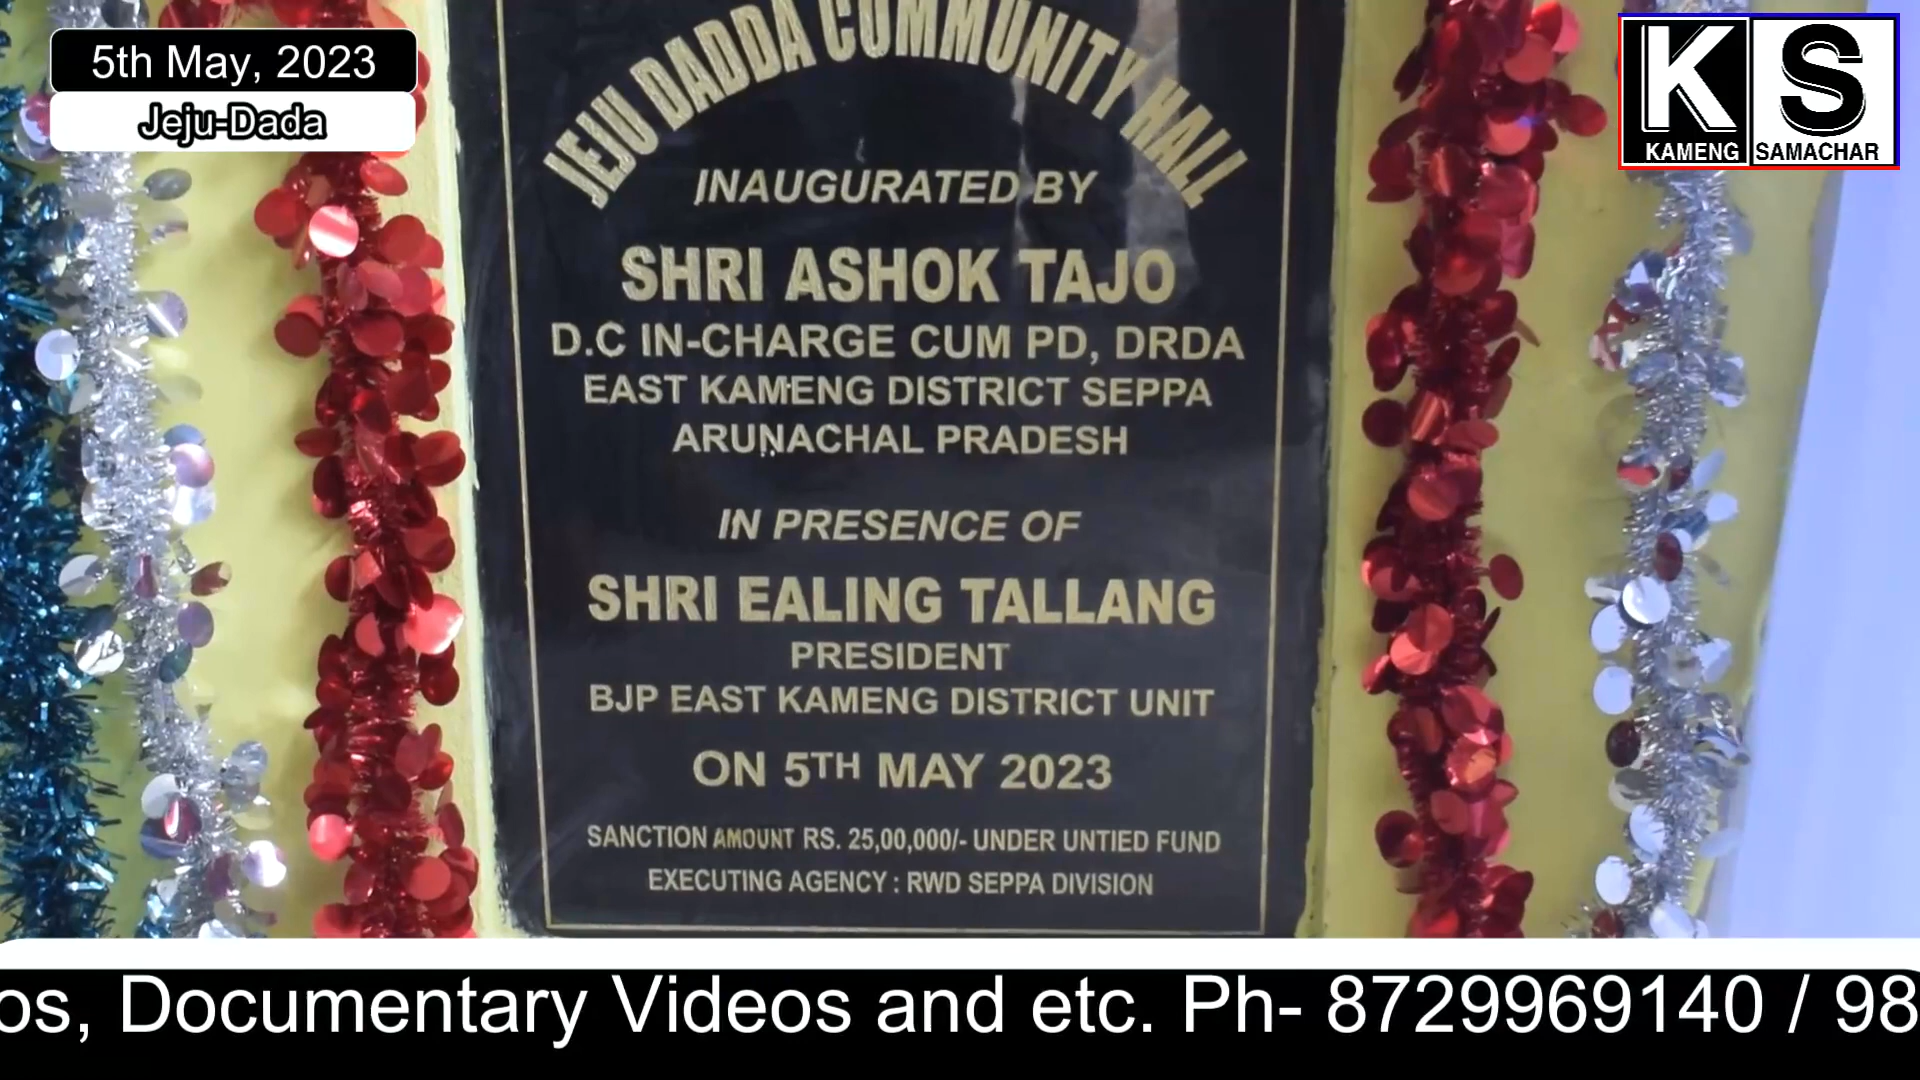 5th May, 2023
Jeju-Dada
K S
KAMENG SAMACHAR
JEJU DADDA COMMUNITY HALL
INAUGURATED BY
SHRI ASHOK TAJO
D.C IN-CHARGE CUM PD, DRDA
EAST KAMENG DISTRICT SEPPA
ARUNACHAL PRADESH
IN PRESENCE OF
SHRI EALING TALLANG
PRESIDENT
BJP EAST KAMENG DISTRICT UNIT
ON 5TH MAY 2023
SANCTION AMOUNT RS. 25,00,000/- UNDER UNTIED FUND
EXECUTING AGENCY : RWD SEPPA DIVISION
os, Documentary Videos and etc. Ph- 8729969140 / 98